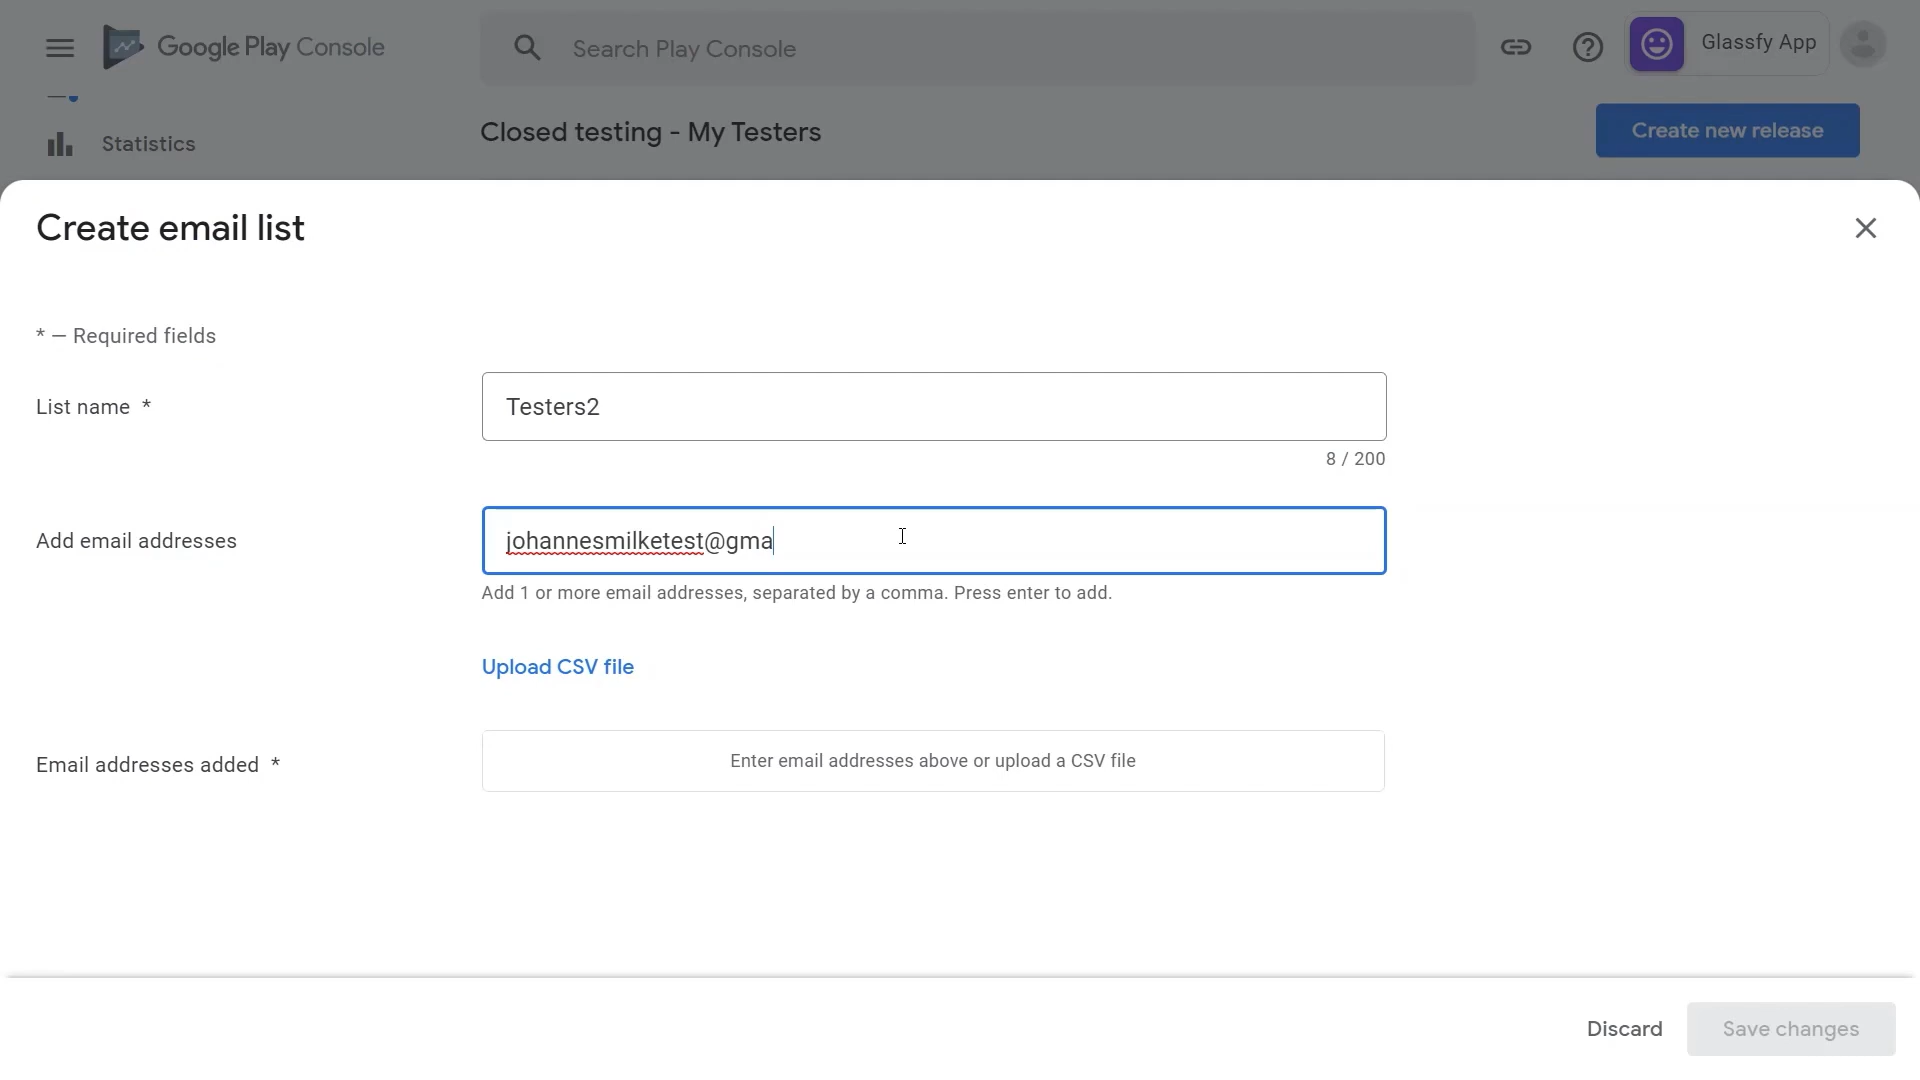 Google Play Console
Search Play Console
Glassfy App
Statistics
Closed testing - My Testers
Create new release
Create email list
* — Required fields
List name *
Testers2
8 / 200
Add email addresses
johannesmilketest@gma
Add 1 or more email addresses, separated by a comma. Press enter to add.
Upload CSV file
Email addresses added *
Enter email addresses above or upload a CSV file
Discard
Save changes